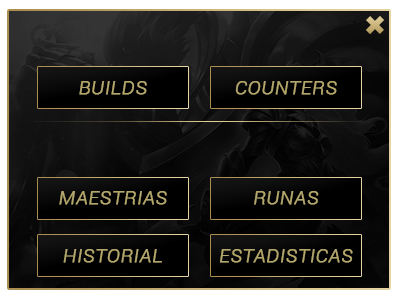 BUILDS
COUNTERS
MAESTRIAS
RUNAS
HISTORIAL
ESTADISTICAS